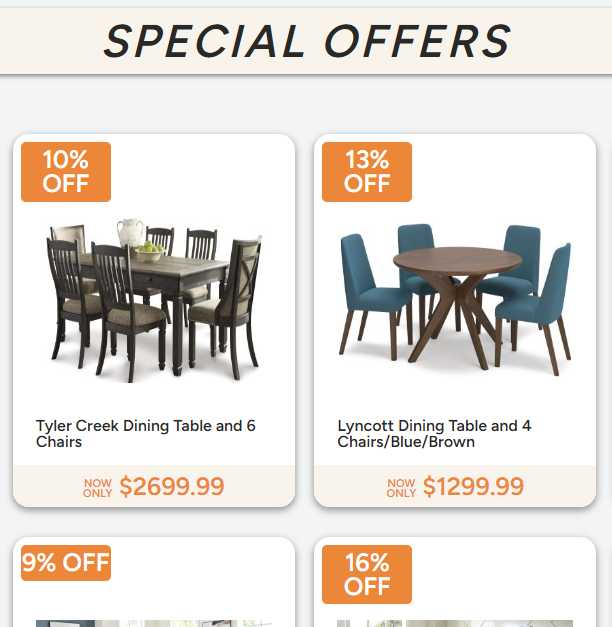 SPECIAL OFFERS
10%
OFF
13%
OFF
Tyler Creek Dining Table and 6
Chairs
Lyncott Dining Table and 4
Chairs/Blue/Brown
NOW
ONLY $2699.99
NOW
ONLY $1299.99
9% OFF
16%
OFF